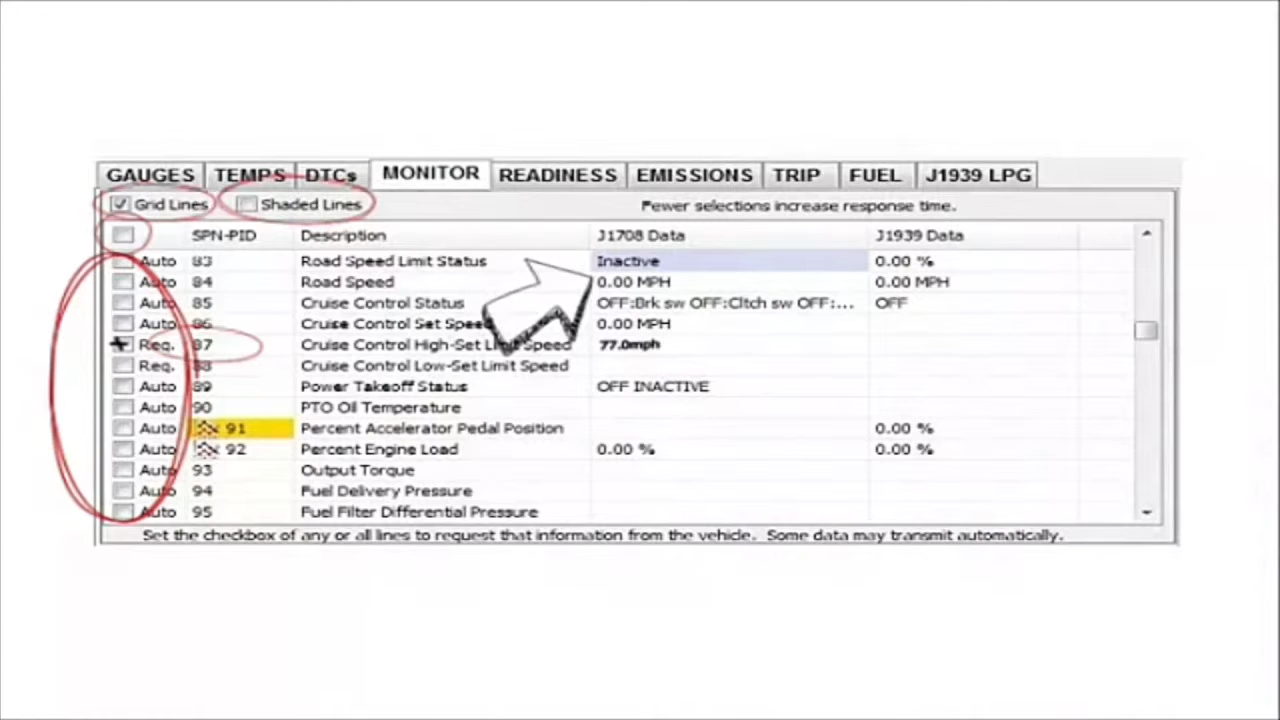 GAUGES TEMPS DTCs MONITOR READINESS EMISSIONS TRIP FUEL J1939 LPG
Grid Lines Shaded Lines Fewer selections increase response time.
SPN-PID Description J1708 Data J1939 Data
Auto 83 Road Speed Limit Status Inactive 0.00 %
Auto 84 Road Speed 0.00 MPH 0.00 MPH
Auto 85 Cruise Control Status OFF:Brk sw OFF:Cltch sw OFF:... OFF
Auto 86 Cruise Control Set Speed 0.00 MPH
Req. 87 Cruise Control High-Set Limit Speed 77.0mph
Req. 88 Cruise Control Low-Set Limit Speed
Auto 89 Power Takeoff Status OFF INACTIVE
Auto 90 PTO Oil Temperature
Auto 91 Percent Accelerator Pedal Position 0.00 %
Auto 92 Percent Engine Load 0.00 % 0.00 %
Auto 93 Output Torque
Auto 94 Fuel Delivery Pressure
Auto 95 Fuel Filter Differential Pressure
Set the checkbox of any or all lines to request that information from the vehicle. Some data may transmit automatically.